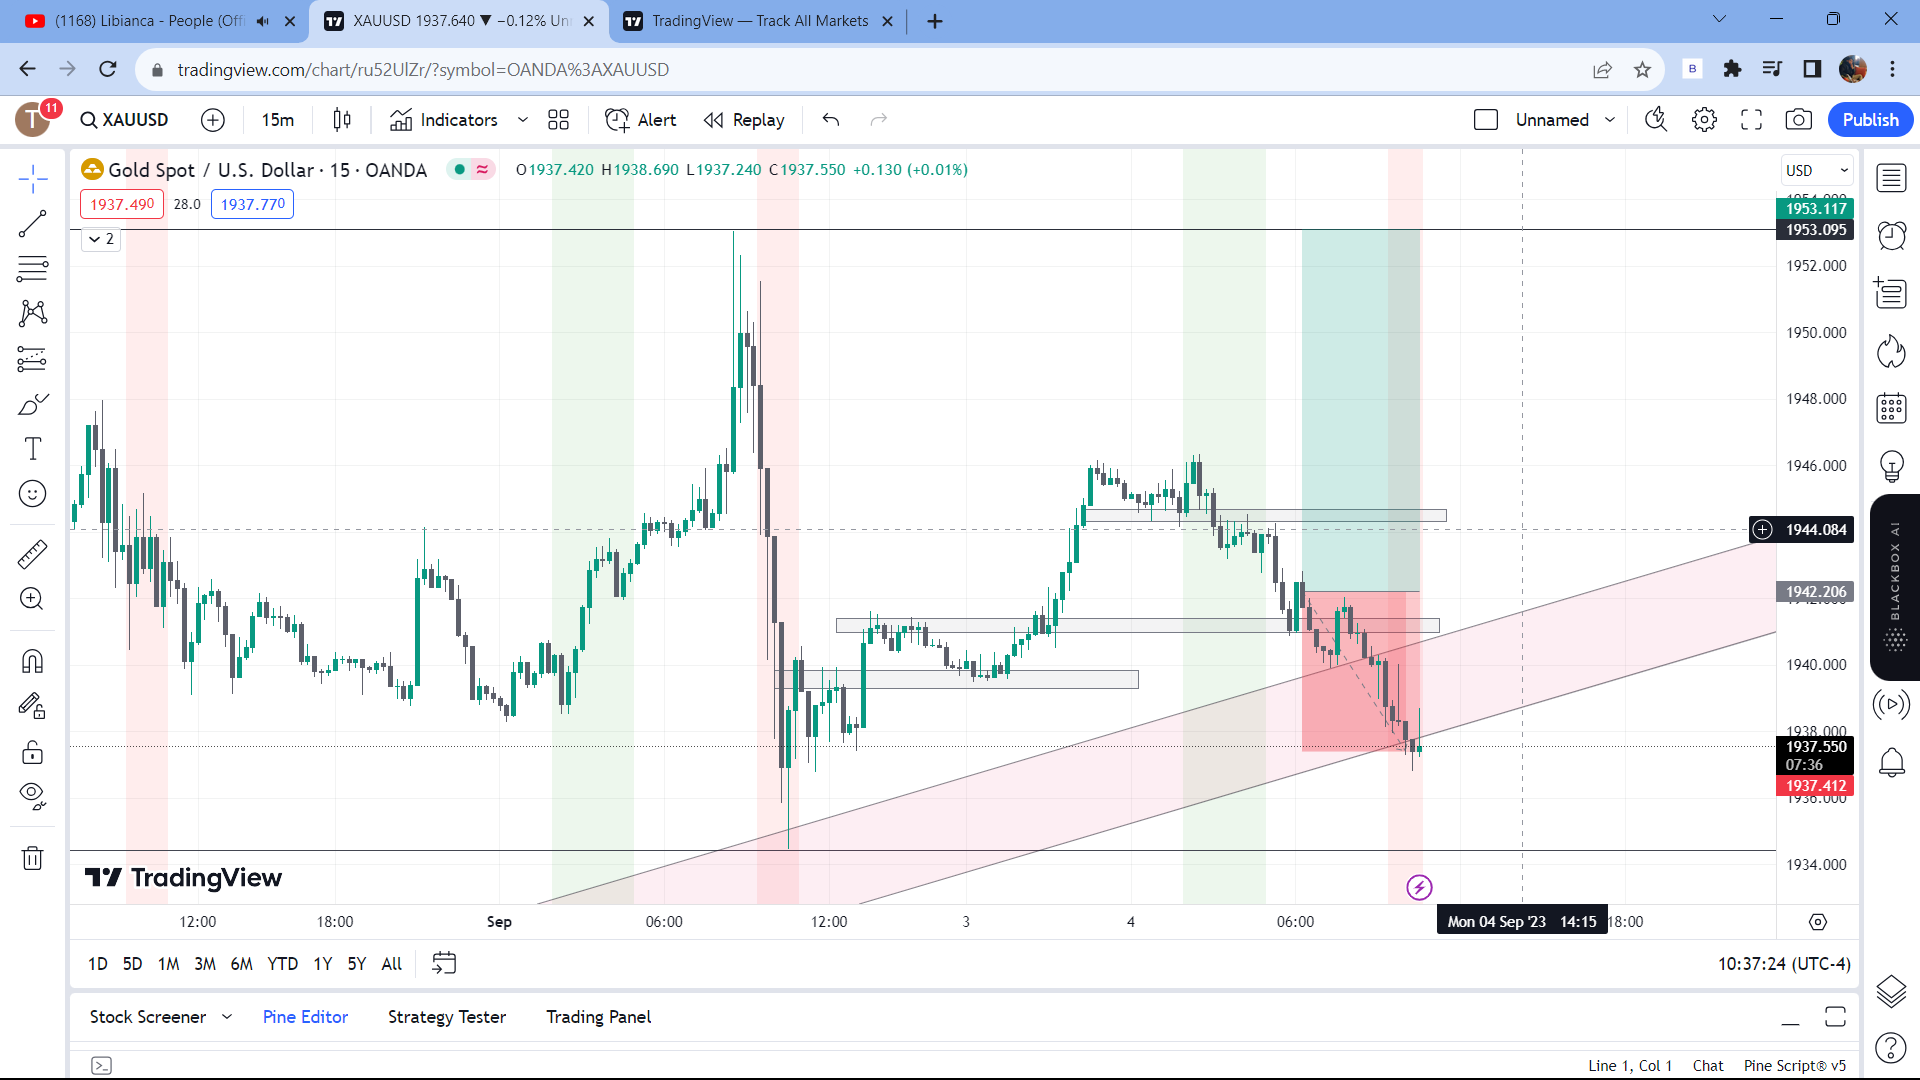 (1168) Libianca - People (Offi
XAUUSD 1937.640 ▼ −0.12% Un
TradingView — Track All Markets
tradingview.com/chart/ru52UlZr/?symbol=OANDA%3AXAUUSD
B
T
11
XAUUSD
15m
Indicators
Alert
Replay
Unnamed
Publish
Gold Spot / U.S. Dollar · 15 · OANDA
O1937.420 H1938.690 L1937.240 C1937.550 +0.130 (+0.01%)
USD
1937.490
28.0
1937.770
2
1953.117
1953.095
1952.000
1950.000
1948.000
1946.000
1944.084
1942.206
1940.000
1938.000
1937.550
07:36
1937.412
1936.000
1934.000
BLACKBOX AI
TradingView
12:00
18:00
Sep
06:00
12:00
3
4
06:00
Mon 04 Sep '23 14:15
18:00
1D 5D 1M 3M 6M YTD 1Y 5Y All
10:37:24 (UTC-4)
Stock Screener
Pine Editor
Strategy Tester
Trading Panel
Line 1, Col 1
Chat
Pine Script® v5